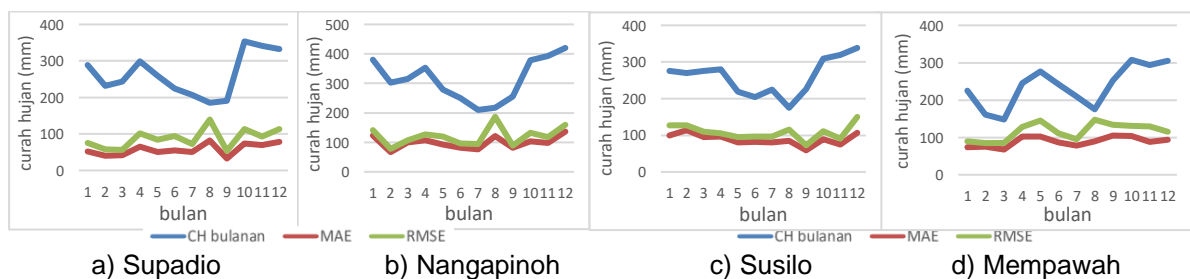 curah hujan (mm)
400
300
200
100
0
1 2 3 4 5 6 7 8 9 10 11 12
bulan
curah hujan (mm)
500
400
300
200
100
0
1 2 3 4 5 6 7 8 9 10 11 12
bulan
curah hujan (mm)
400
300
200
100
0
1 2 3 4 5 6 7 8 9 10 11 12
bulan
curah hujan (mm)
400
300
200
100
0
1 2 3 4 5 6 7 8 9 10 11 12
bulan
CH bulanan MAE RMSE
CH bulanan MAE RMSE
a) Supadio b) Nangapinoh c) Susilo d) Mempawah